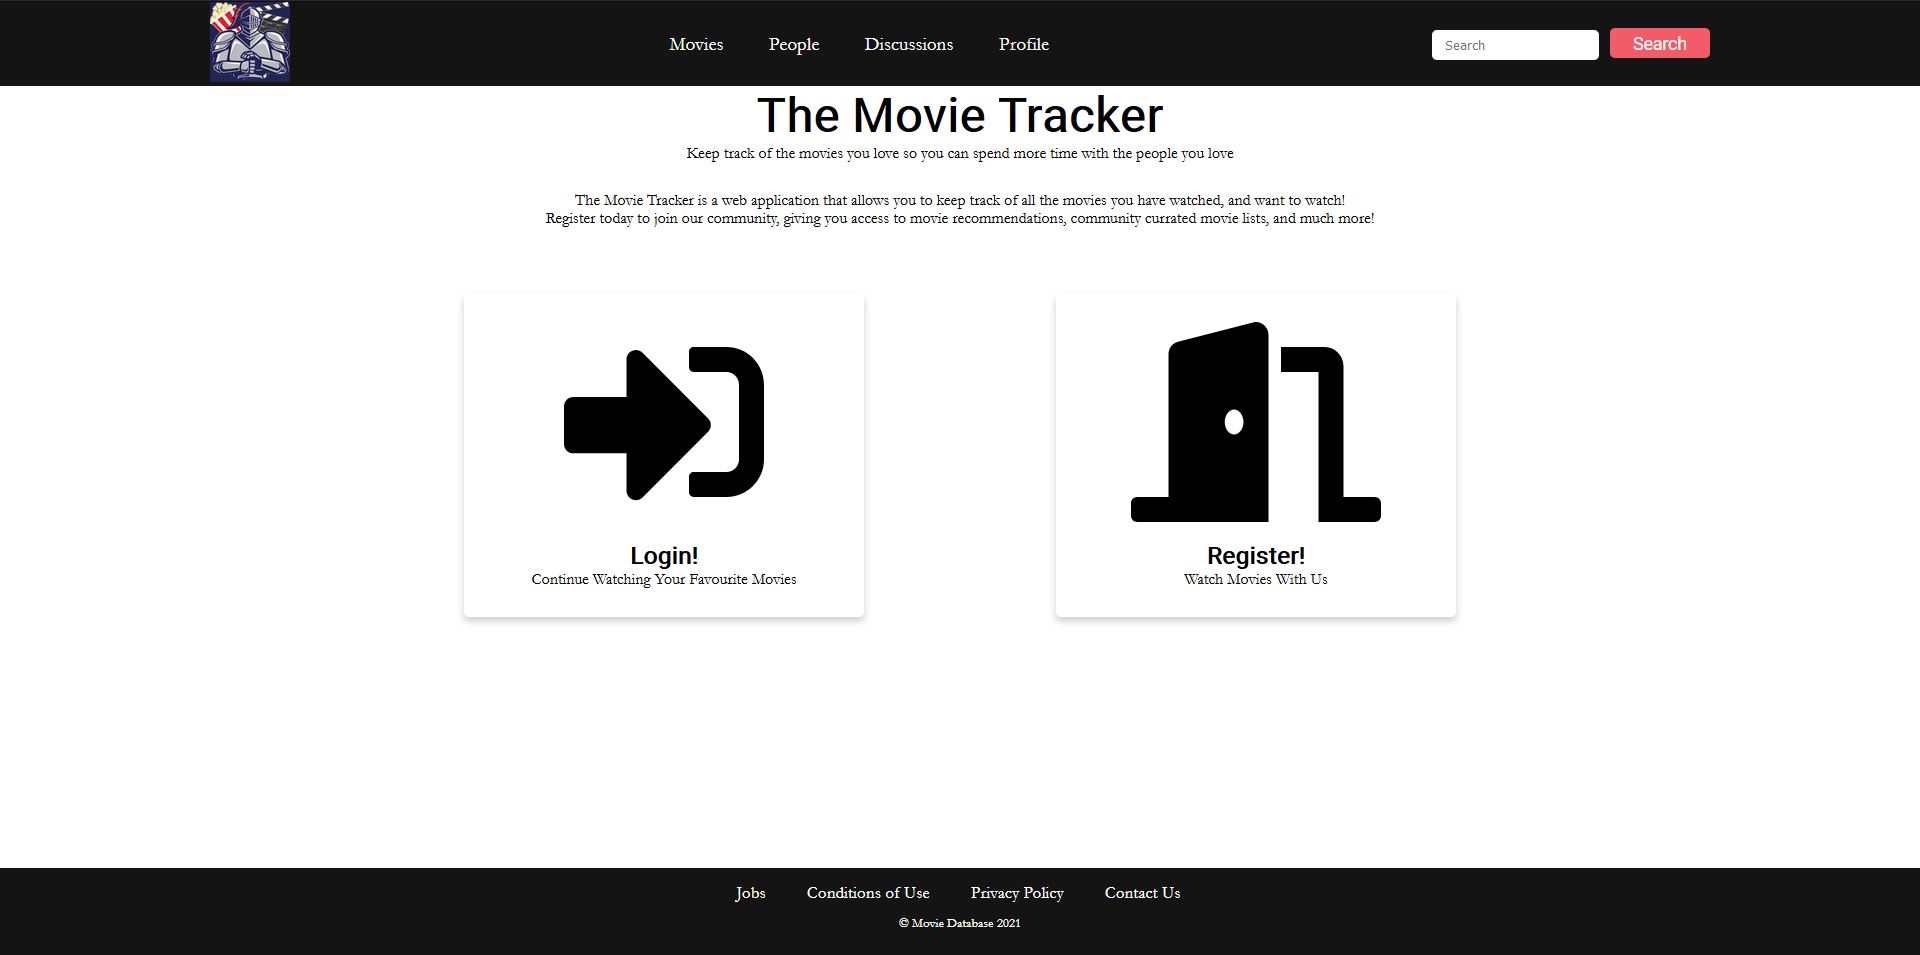 Movies People Discussions Profile Search Search
The Movie Tracker
Keep track of the movies you love so you can spend more time with the people you love
The Movie Tracker is a web application that allows you to keep track of all the movies you have watched, and want to watch!
Register today to join our community, giving you access to movie recommendations, community currated movie lists, and much more!
Login!
Continue Watching Your Favourite Movies
Register!
Watch Movies With Us
Jobs Conditions of Use Privacy Policy Contact Us
© Movie Database 2021